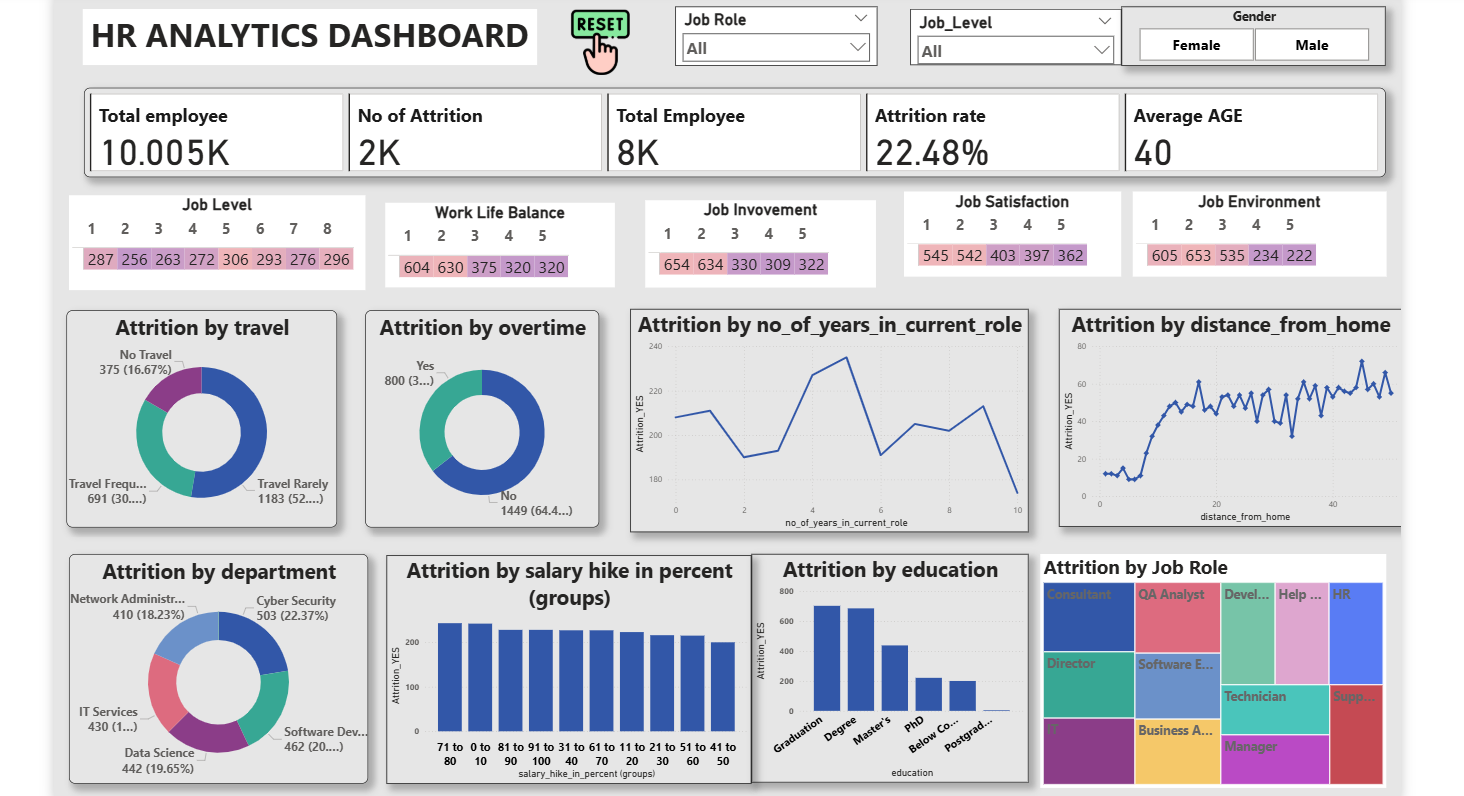 HR ANALYTICS DASHBOARD
RESET
Job Role
All
Job_Level
All
Gender
Female
Male
Total employee
10.005K
No of Attrition
2K
Total Employee
8K
Attrition rate
22.48%
Average AGE
40
Job Level
1 2 3 4 5 6 7 8
287 256 263 272 306 293 276 296
Work Life Balance
1 2 3 4 5
604 630 375 320 320
Job Invovement
1 2 3 4 5
654 634 330 309 322
Job Satisfaction
1 2 3 4 5
545 542 403 397 362
Job Environment
1 2 3 4 5
605 653 535 234 222
Attrition by travel
No Travel
375 (16.67%)
Travel Frequ...
691 (30....)
Travel Rarely
1183 (52....)
Attrition by overtime
Yes
800 (3...)
No
1449 (64.4...)
Attrition by no_of_years_in_current_role
Attrition_YES
240
220
200
180
0 2 4 6 8 10
no_of_years_in_current_role
Attrition by distance_from_home
Attrition_YES
80
60
40
20
0
0 20 40
distance_from_home
Attrition by department
Network Administr...
410 (18.23%)
Cyber Security
503 (22.37%)
IT Services
430 (1...)
Data Science
442 (19.65%)
Software Dev...
462 (20....)
Attrition by salary hike in percent
(groups)
Attrition_YES
200
100
0
71 to 0 to 81 to 91 to 31 to 61 to 11 to 21 to 51 to 41 to
80 10 90 100 40 70 20 30 60 50
salary_hike_in_percent (groups)
Attrition by education
Attrition_YES
800
600
400
200
0
Graduation
Degree
Master's
PhD
Below Co...
Postgrad...
education
Attrition by Job Role
Consultant
QA Analyst
Devel...
Help ...
HR
Director
Software E...
Technician
Supp...
IT
Business A...
Manager